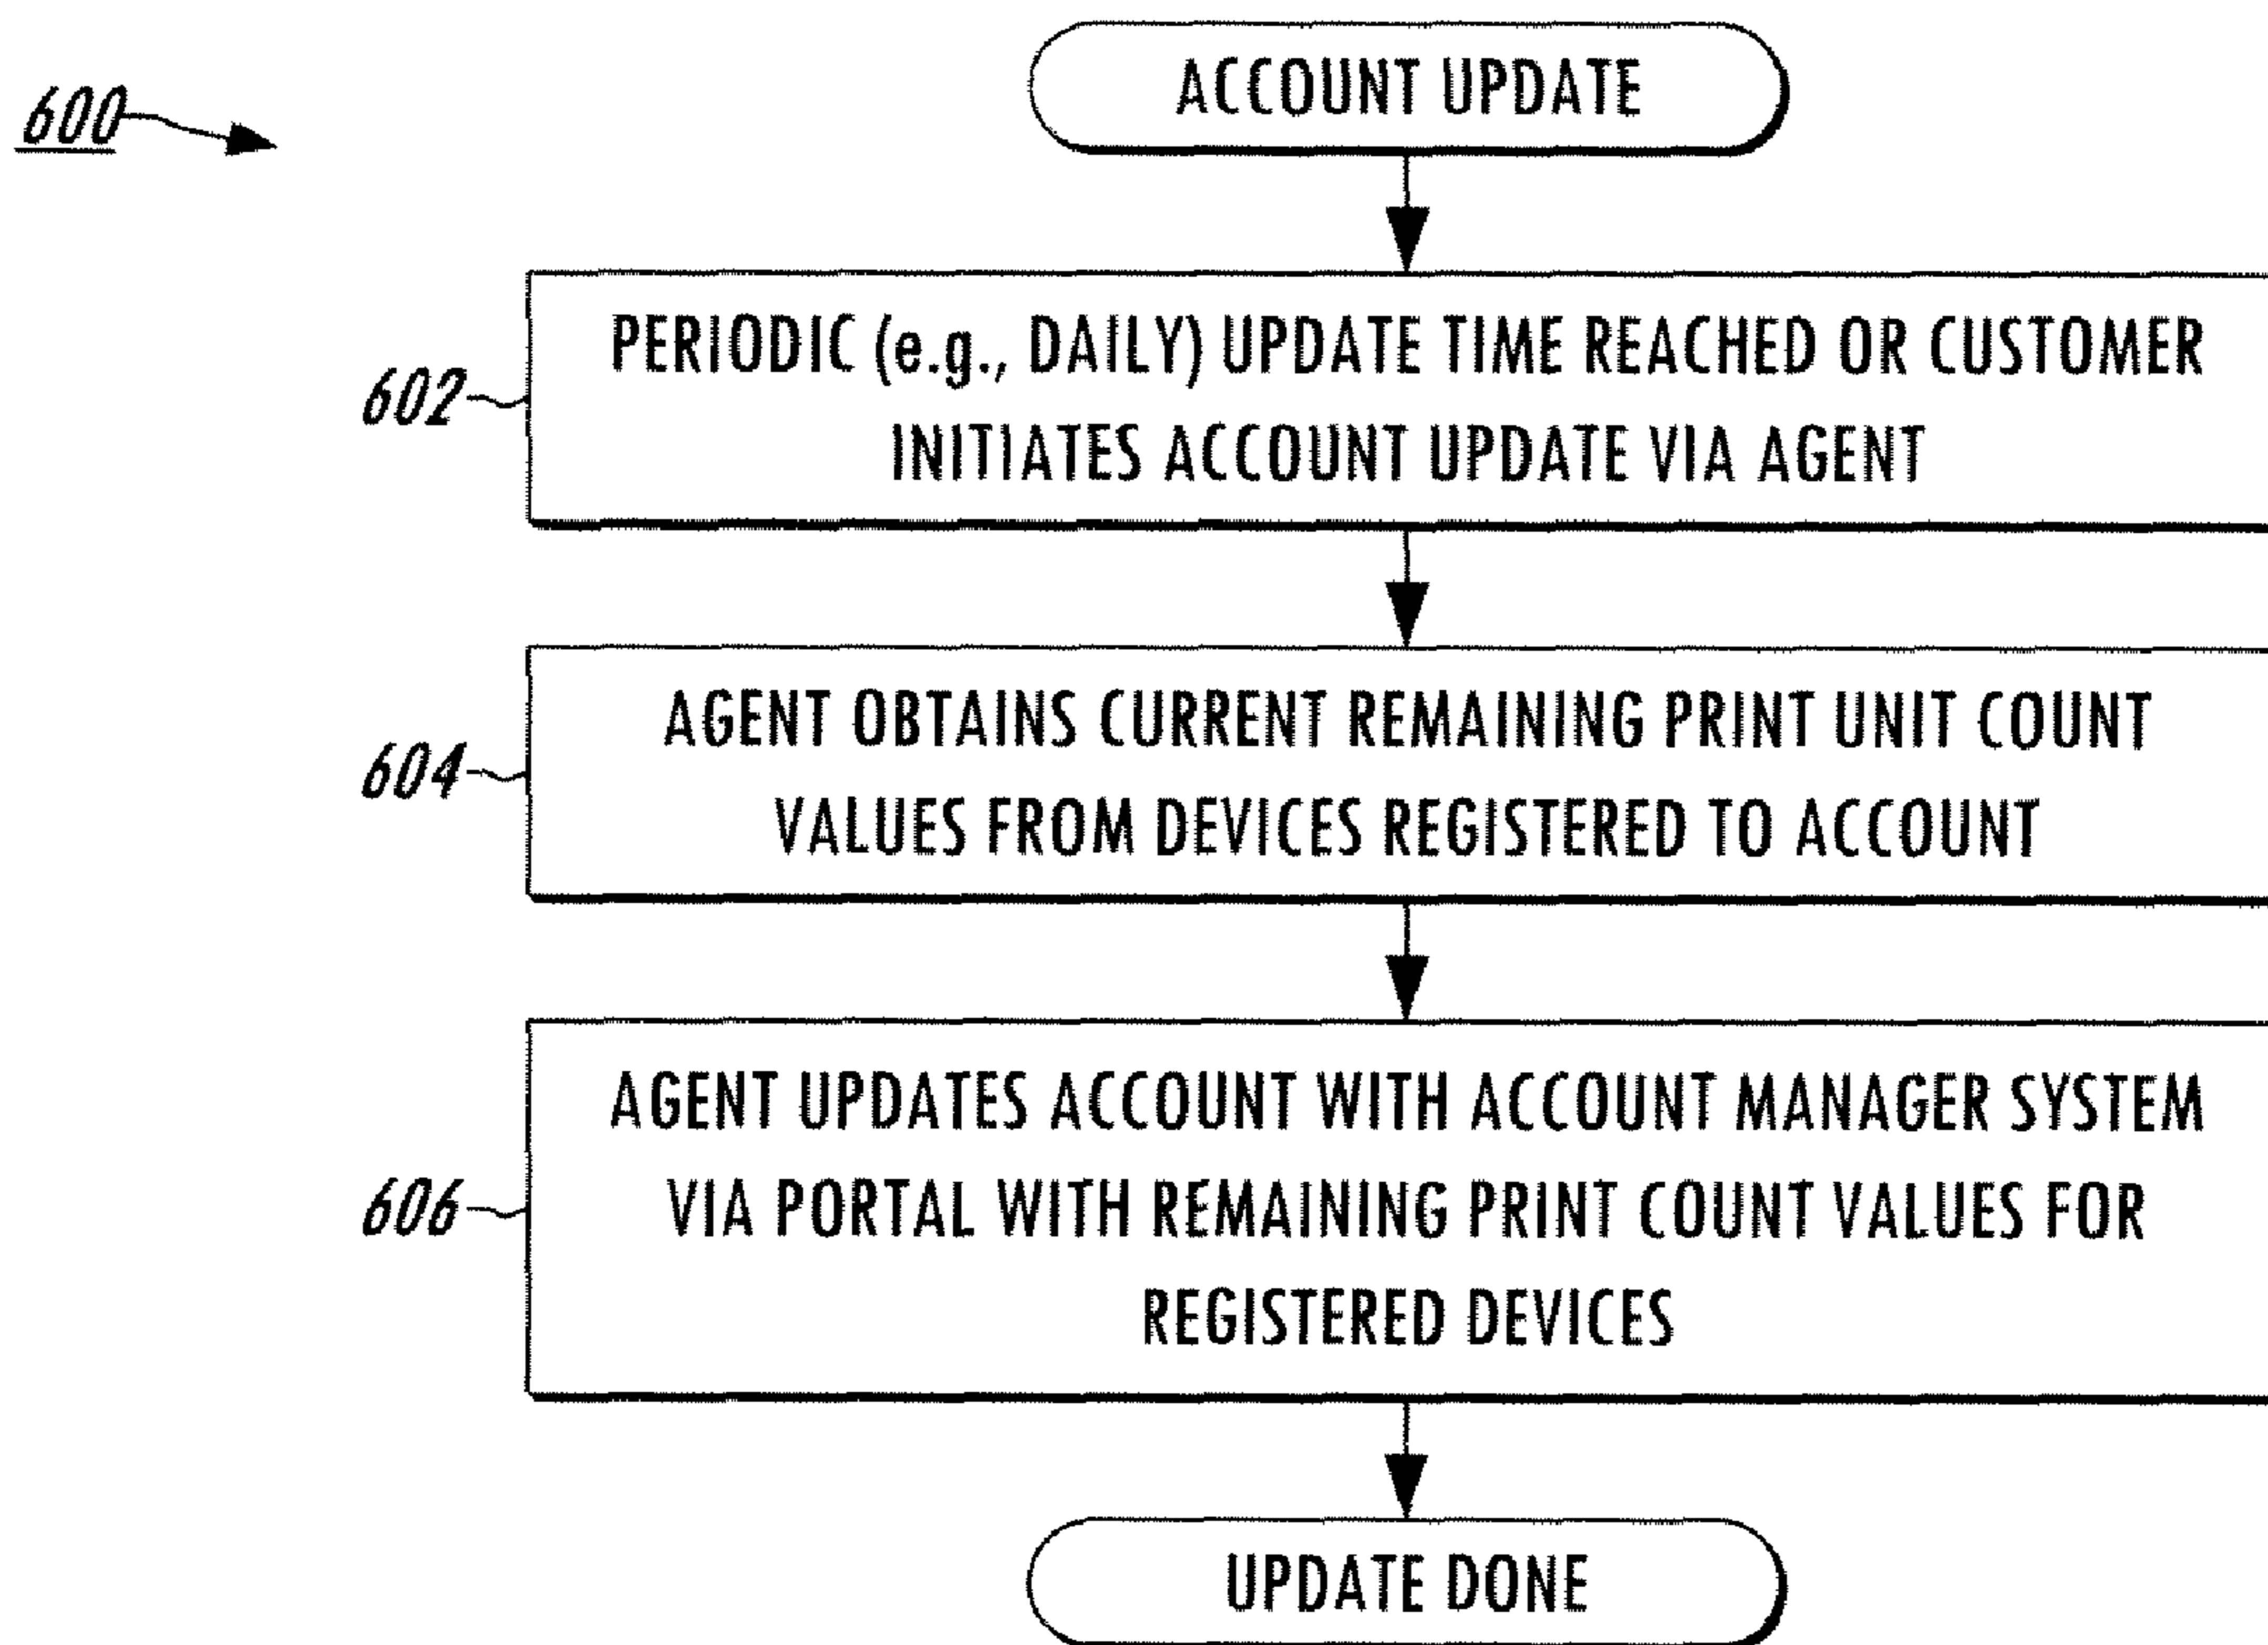 600
ACCOUNT UPDATE
602
PERIODIC (e.g., DAILY) UPDATE TIME REACHED OR CUSTOMER
INITIATES ACCOUNT UPDATE VIA AGENT
604
AGENT OBTAINS CURRENT REMAINING PRINT UNIT COUNT
VALUES FROM DEVICES REGISTERED TO ACCOUNT
606
AGENT UPDATES ACCOUNT WITH ACCOUNT MANAGER SYSTEM
VIA PORTAL WITH REMAINING PRINT COUNT VALUES FOR
REGISTERED DEVICES
UPDATE DONE